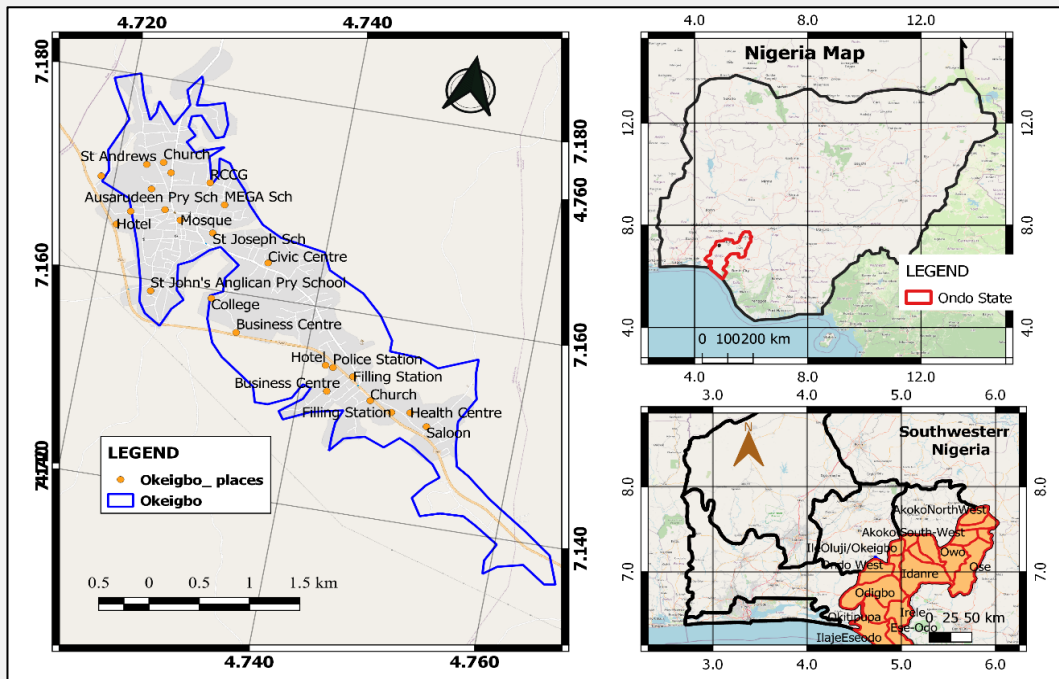 4.720
4.740
7.180
7.180
4.760
7.160
7.160
7.140
4.740
4.760
St Andrews
Church
RCCG
Ausarudeen Pry Sch
MEGA Sch
Hotel
Mosque
St Joseph Sch
Civic Centre
St John's Anglican Pry School
College
Business Centre
Hotel
Police Station
Filling Station
Business Centre
Church
Filling Station
Health Centre
Saloon
LEGEND
Okeigbo_ places
Okeigbo
0.5 0 0.5 1 1.5 km
4.0 8.0 12.0
Nigeria Map
12.0
12.0
8.0
8.0
LEGEND
Ondo State
4.0
4.0
0 100 200 km
4.0 8.0 12.0
3.0 4.0 5.0 6.0
N
Southwesterr
Nigeria
8.0
8.0
AkokoNorthWest
Akoko South-West
IleOluji/Okeigbo
Owo
Ondo West
7.0
7.0
Idanre
Ose
Odigbo
Okitipupa
Irele
Ese-Odo
0 25 50 km
IlajeEseodo
3.0 4.0 5.0 6.0